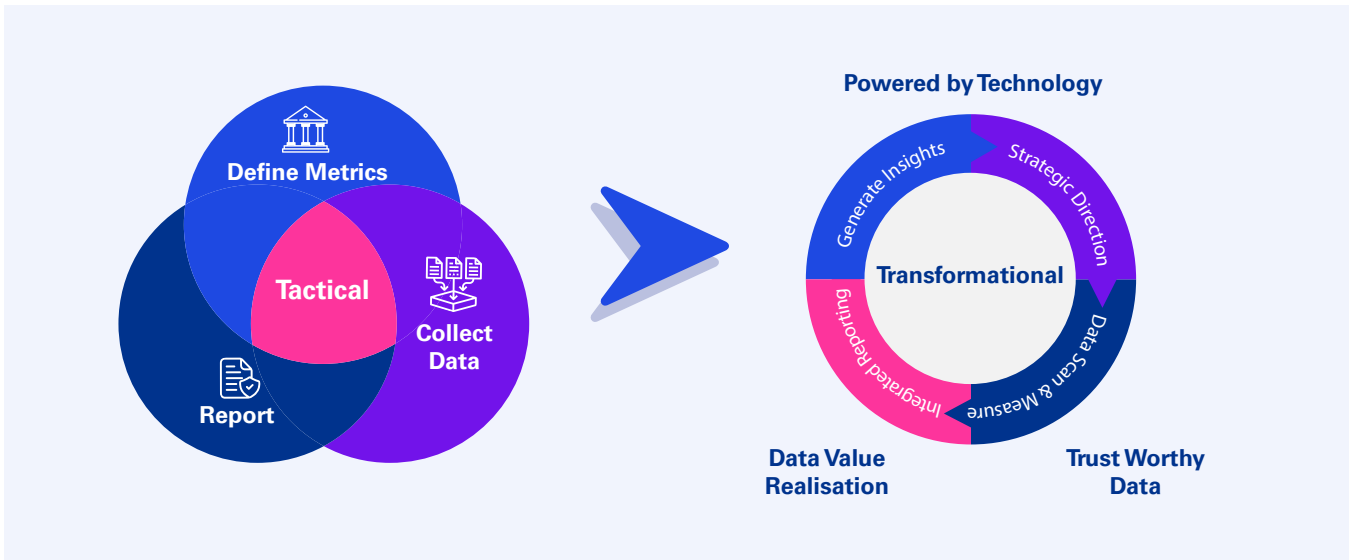 Define Metrics
Tactical
Collect
Data
Report
Powered by Technology
Generate Insights
Strategic Direction
Transformational
Data Scan & Measure
Integrated Reporting
Data Value
Realisation
Trust Worthy
Data